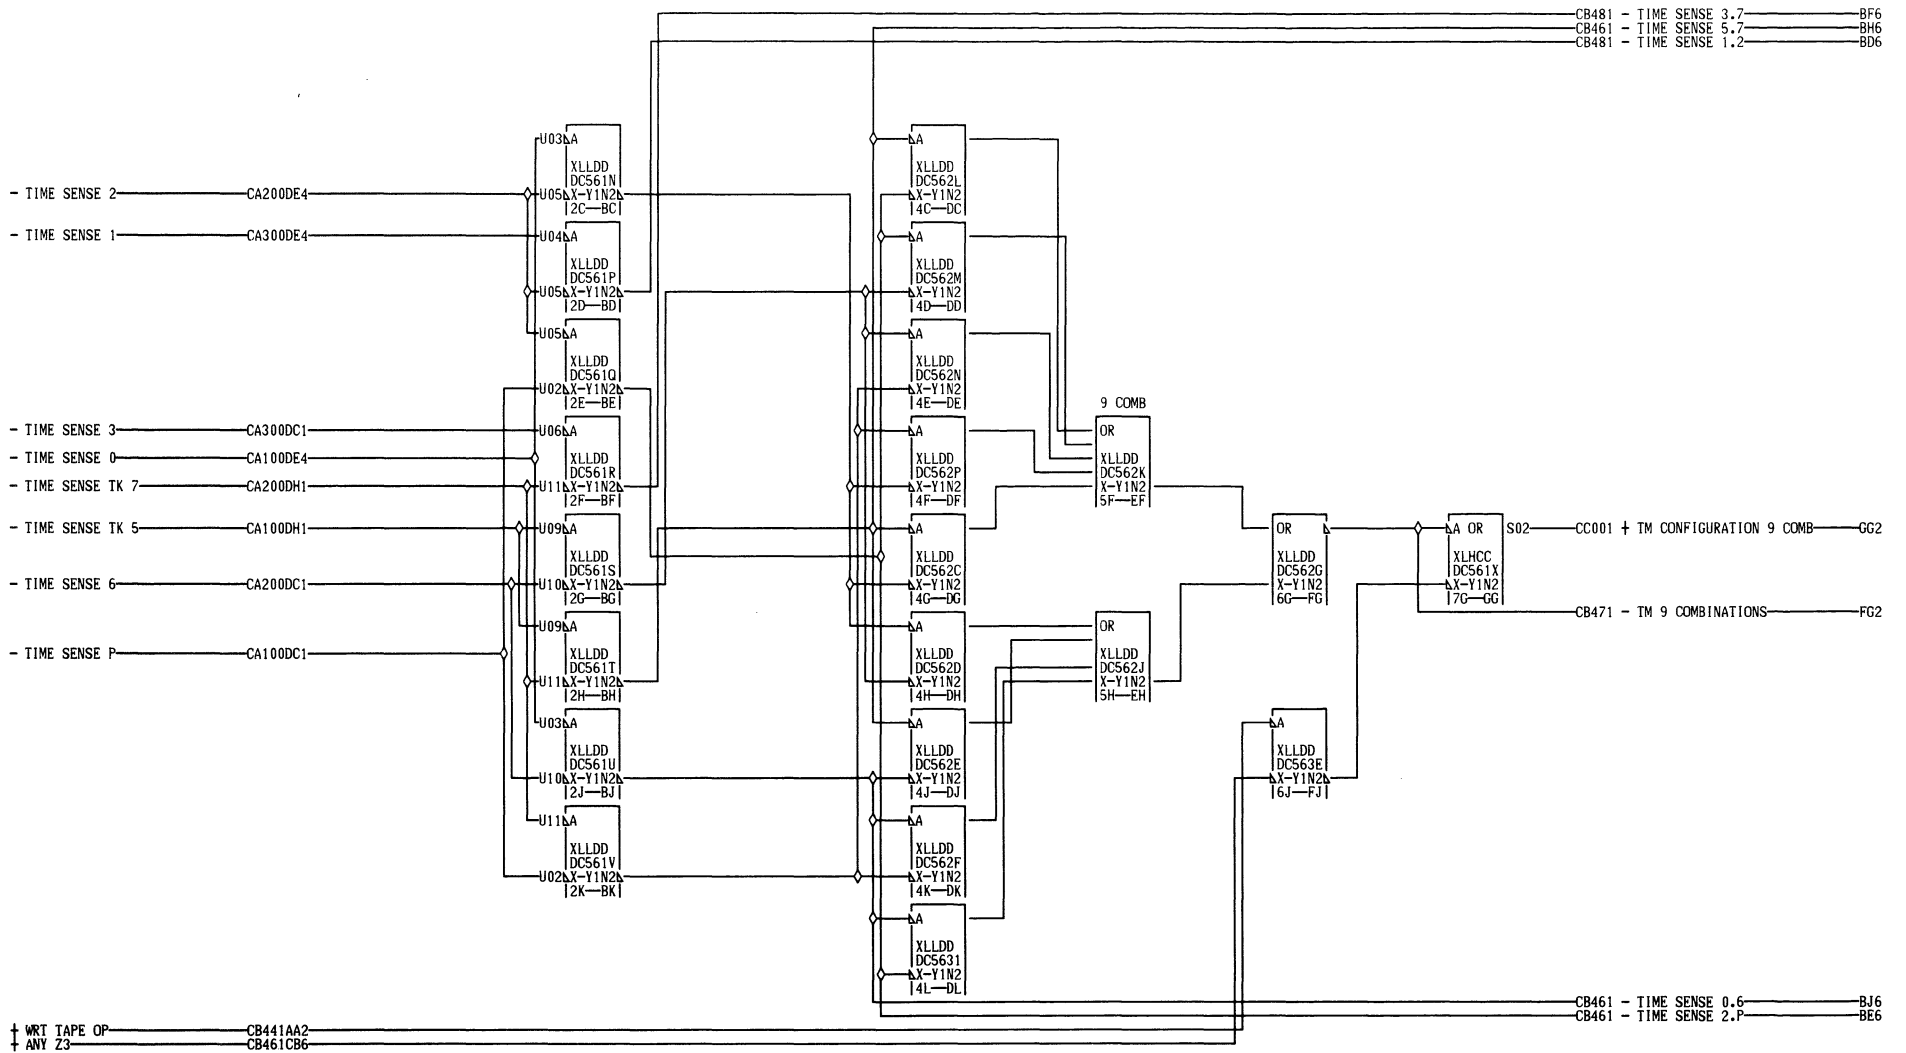 CB481 - TIME SENSE 3.7 BF6
CB461 - TIME SENSE 5.7 BH6
CB481 - TIME SENSE 1.2 BD6
- TIME SENSE 2 CA200DE4
- TIME SENSE 1 CA300DE4
- TIME SENSE 3 CA300DC1
- TIME SENSE 0 CA100DE4
- TIME SENSE TK 7 CA200DH1
- TIME SENSE TK 5 CA100DH1
- TIME SENSE 6 CA200DC1
- TIME SENSE P CA100DC1
+ WRT TAPE OP CB441AA2
+ ANY Z3 CB461CB6
U03 A
XLLDD
DC561N
U05 X-Y1N2
2C-BC
U04 A
XLLDD
DC561P
U05 X-Y1N2
2D-BD
U05 A
XLLDD
DC561Q
U02 X-Y1N2
2E-BE
U06 A
XLLDD
DC561R
U11 X-Y1N2
2F-BF
U09 A
XLLDD
DC561S
U10 X-Y1N2
2G-BG
U09 A
XLLDD
DC561T
U11 X-Y1N2
2H-BH
U03 A
XLLDD
DC561U
U10 X-Y1N2
2J-BJ
U11 A
XLLDD
DC561V
U02 X-Y1N2
2K-BK
A
XLLDD
DC562L
X-Y1N2
4C-DC
A
XLLDD
DC562M
X-Y1N2
4D-DD
A
XLLDD
DC562N
X-Y1N2
4E-DE
A
XLLDD
DC562P
X-Y1N2
4F-DF
A
XLLDD
DC562C
X-Y1N2
4G-DG
A
XLLDD
DC562D
X-Y1N2
4H-DH
A
XLLDD
DC562E
X-Y1N2
4J-DJ
A
XLLDD
DC562F
X-Y1N2
4K-DK
A
XLLDD
DC5631
X-Y1N2
4L-DL
9 COMB
OR
XLLDD
DC562K
X-Y1N2
5F-EF
OR
XLLDD
DC562J
X-Y1N2
5H-EH
OR
XLLDD
DC562G
X-Y1N2
6G-FG
A
XLLDD
DC563E
X-Y1N2
6J-FJ
A OR S02
XLHCC
DC561X
X-Y1N2
7G-GG
CC001 + TM CONFIGURATION 9 COMB GG2
CB471 - TM 9 COMBINATIONS FG2
CB461 - TIME SENSE 0.6 BJ6
CB461 - TIME SENSE 2.P BE6